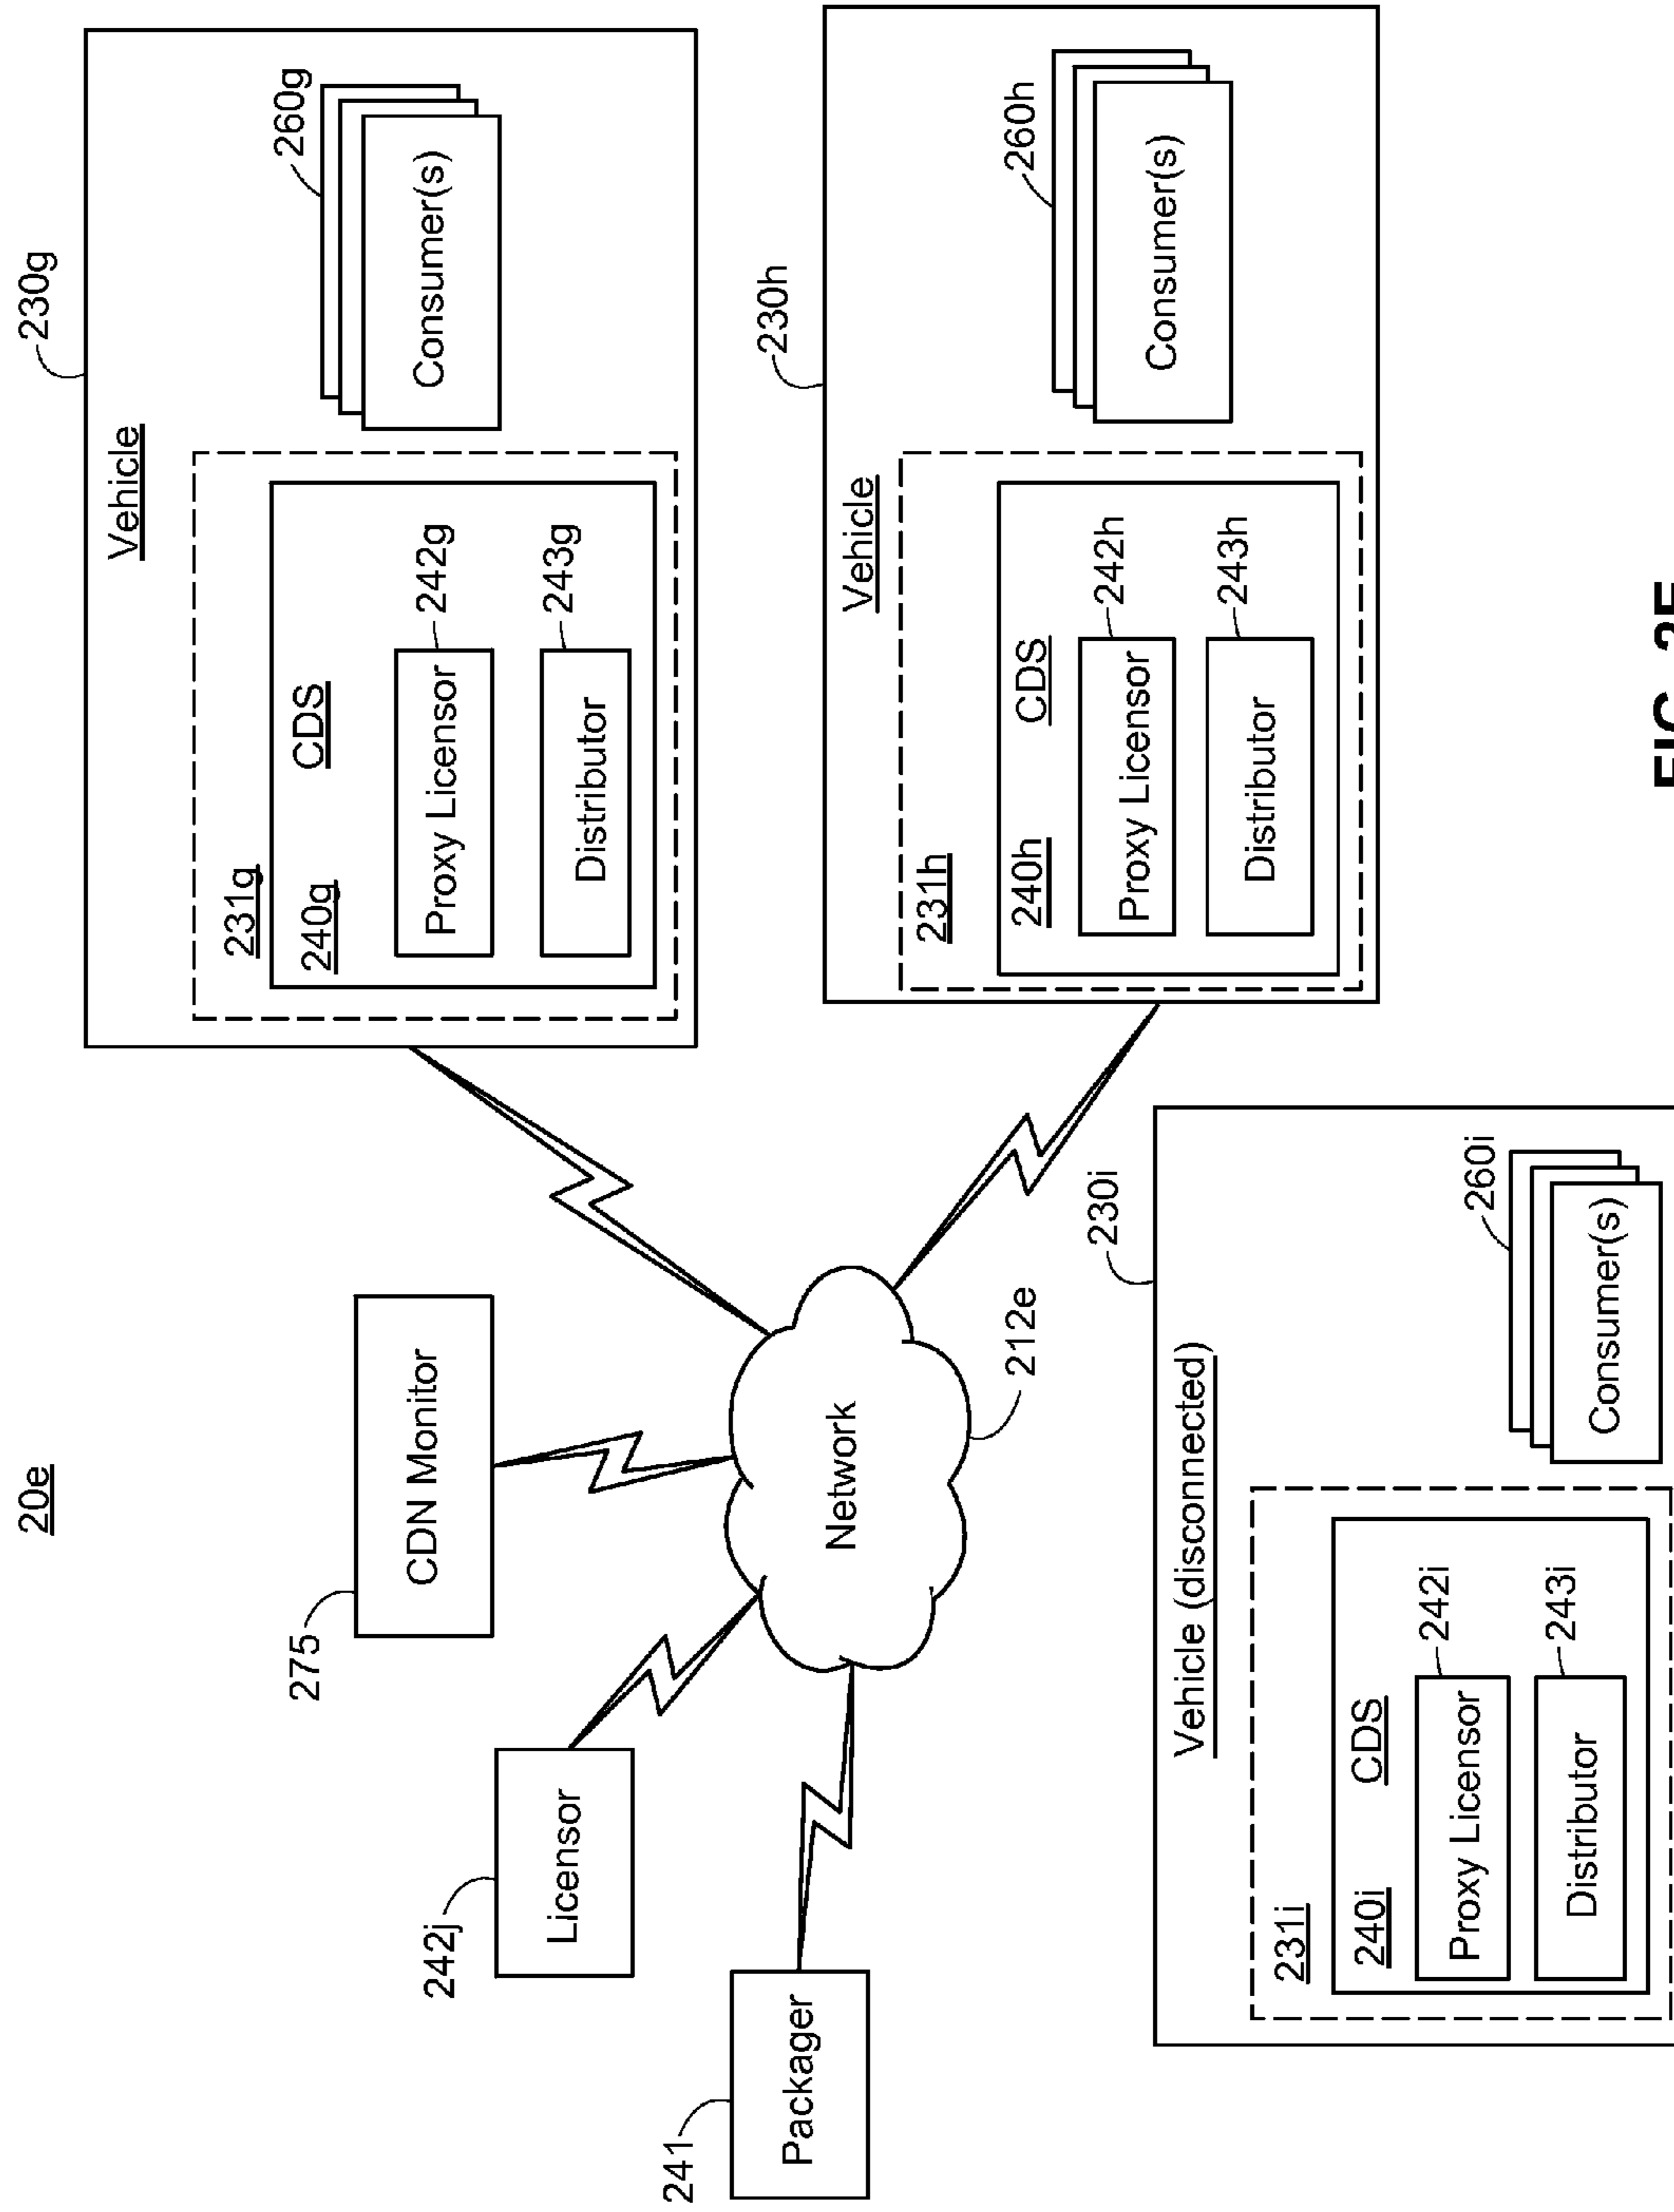 20e
230g
Vehicle
231g
240g CDS
Proxy Licensor
242g
Distributor
243g
260g
Consumer(s)
275
CDN Monitor
242j
Licensor
241
Packager
Network
212e
230h
Vehicle
231h
240h CDS
Proxy Licensor
242h
Distributor
243h
260h
Consumer(s)
230i
Vehicle (disconnected)
231i
240i CDS
Proxy Licensor
242i
Distributor
243i
260i
Consumer(s)
FIG.